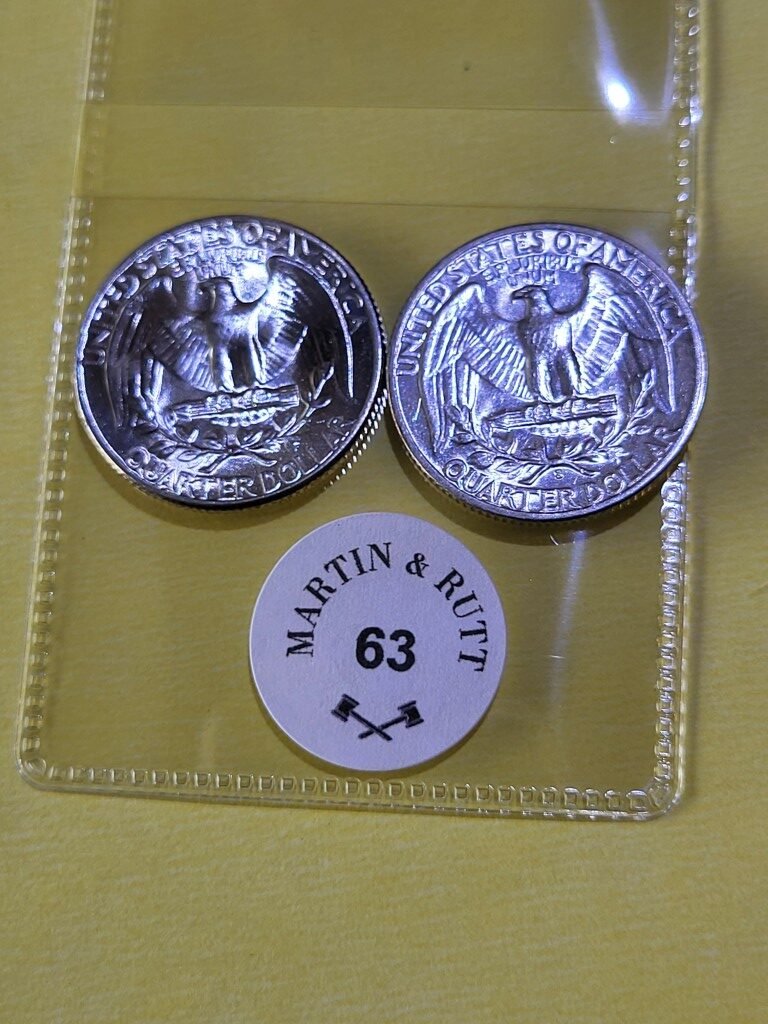 UNITED STATES OF AMERICA
E PLURIBUS
UNUM
QUARTER DOLLAR
UNITED STATES OF AMERICA
E PLURIBUS
UNUM
S
QUARTER DOLLAR
MARTIN & RUTT
63